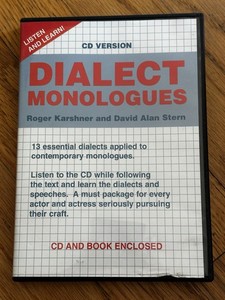 LISTEN
AND LEARN!
CD VERSION
DIALECT
MONOLOGUES
Roger Karshner and David Alan Stern
13 essential dialects applied to
contemporary monologues.
Listen to the CD while following
the text and learn the dialects and
speeches. A must package for every
actor and actress seriously pursuing
their craft.
CD AND BOOK ENCLOSED